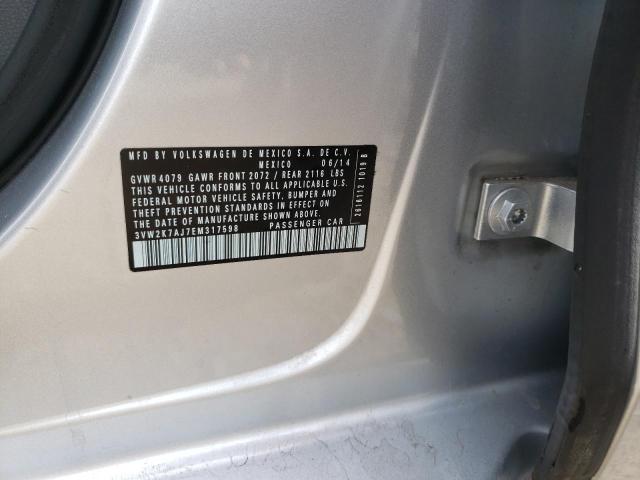 MFD BY VOLKSWAGEN DE MEXICO S.A. DE C.V.
MEXICO 06/14
GVWR 4079 GAWR FRONT 2072 / REAR 2116 LBS
THIS VEHICLE CONFORMS TO ALL APPLICABLE U.S.
FEDERAL MOTOR VEHICLE SAFETY, BUMPER AND
THEFT PREVENTION STANDARDS IN EFFECT ON
THE DATE OF MANUFACTURE SHOWN ABOVE.
3VW2K7AJ7EM317598 PASSENGER CAR
2616112 1019 B